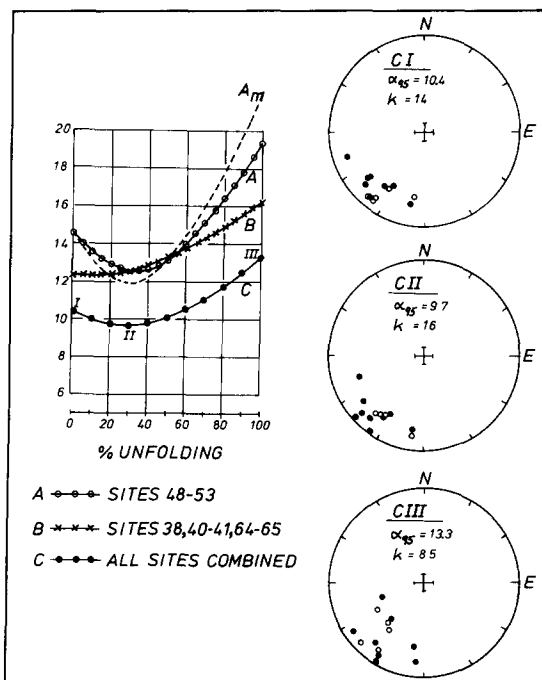 Am
20
18
16
14
12
10
8
6
A
B
III
C
I
II
0 20 40 60 80 100
% UNFOLDING
A SITES 48-53
B SITES 38,40-41,64-65
C ALL SITES COMBINED
N
CI
α95 = 10.4
k = 14
E
N
CII
α95 = 9.7
k = 16
E
N
CIII
α95 = 13.3
k = 8.5
E